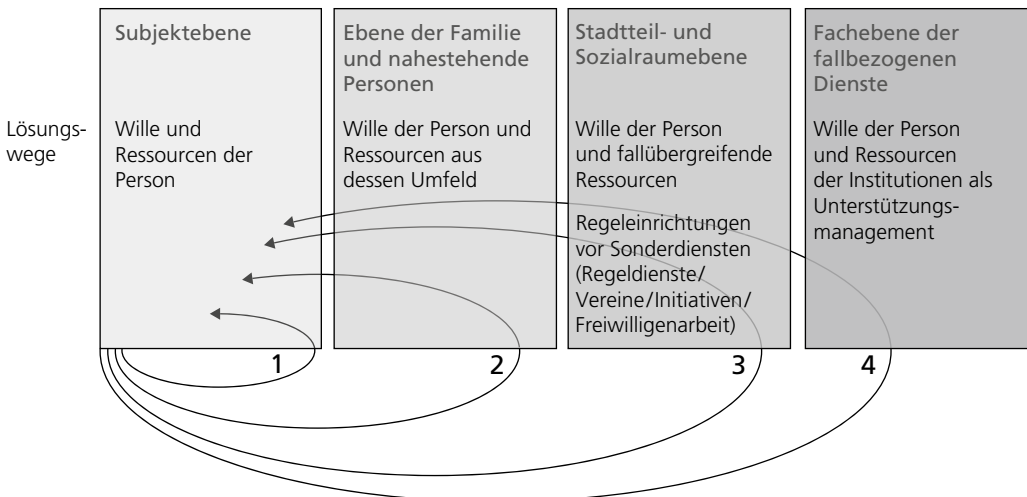 Subjektebene
Ebene der Familie
und nahestehende
Personen
Stadtteil- und
Sozialraumebene
Fachebene der
fallbezogenen
Dienste
Lösungs-
wege
Wille und
Ressourcen der
Person
Wille der Person und
Ressourcen aus
dessen Umfeld
Wille der Person
und fallübergreifende
Ressourcen
Regeleinrichtungen
vor Sonderdiensten
(Regeldienste/
Vereine/Initiativen/
Freiwilligenarbeit)
Wille der Person
und Ressourcen
der Institutionen als
Unterstützungs-
management
1
2
3
4